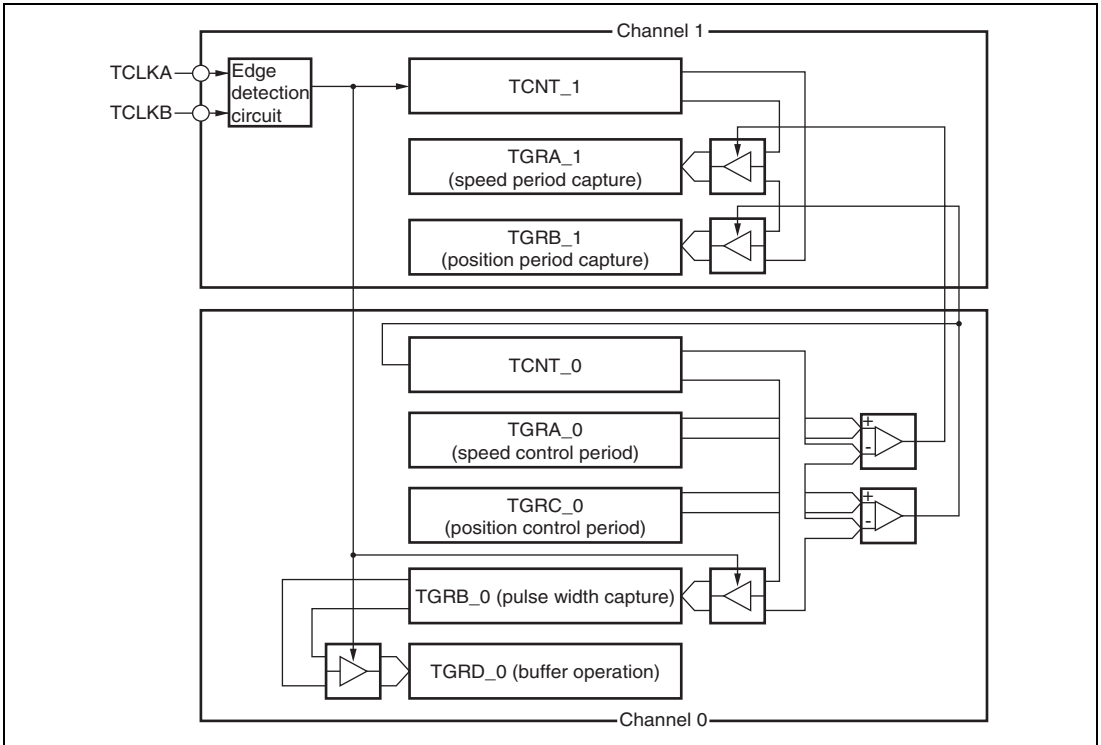 Channel 1
TCLKA
TCLKB
Edge
detection
circuit
TCNT_1
TGRA_1
(speed period capture)
TGRB_1
(position period capture)
TCNT_0
TGRA_0
(speed control period)
+
-
TGRC_0
(position control period)
+
-
TGRB_0 (pulse width capture)
TGRD_0 (buffer operation)
Channel 0